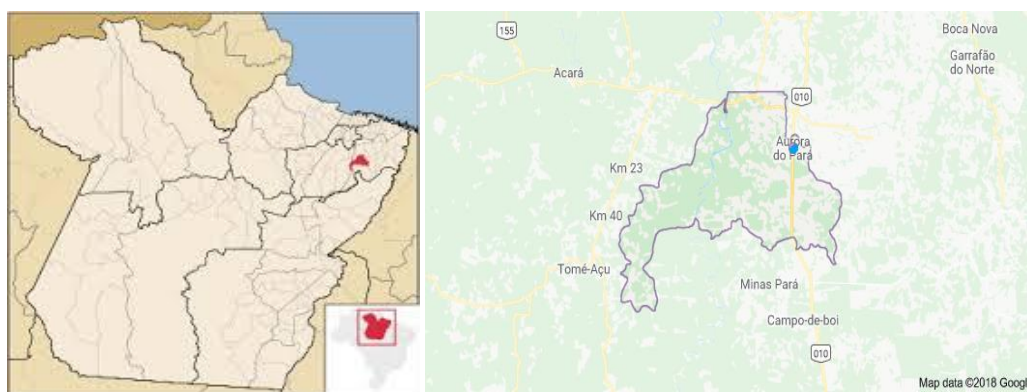 155
Boca Nova
Garrafão
do Norte
Acará
010
Aurora
do Pará
Km 23
Km 40
Tomé-Açu
Minas Pará
Campo-de-boi
010
Map data ©2018 Googl